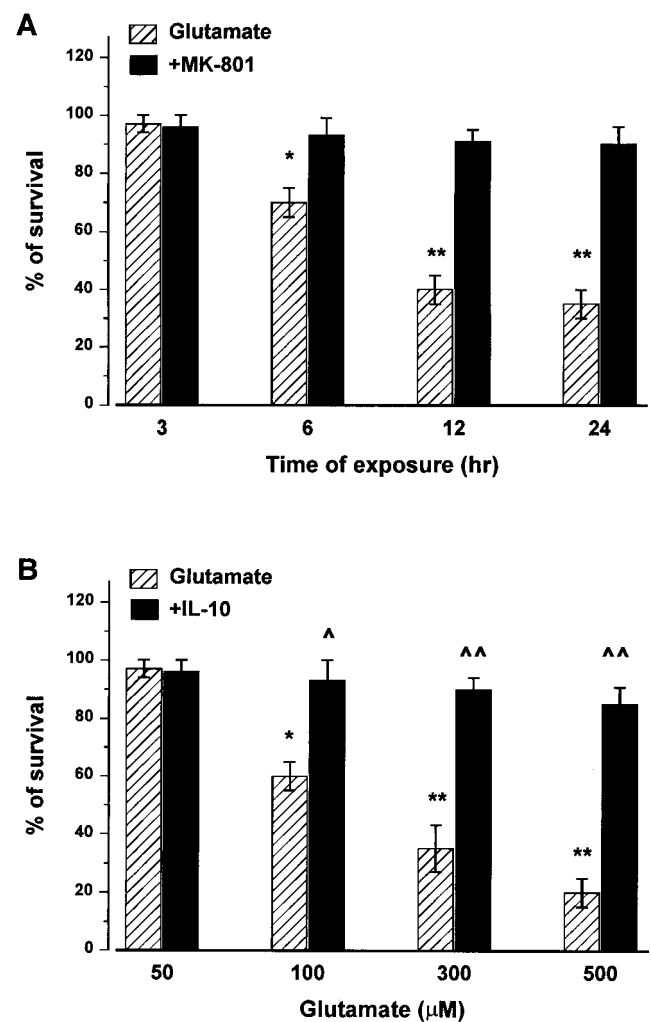 A
Glutamate
+MK-801
120
100
80
60
40
20
0
% of survival
*
**
**
3 6 12 24
Time of exposure (hr)
B
Glutamate
+IL-10
120
100
80
60
40
20
0
% of survival
^
^^
^^
*
**
**
50 100 300 500
Glutamate (µM)